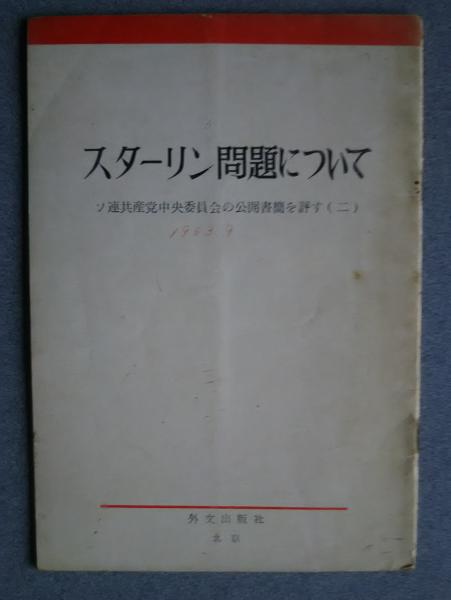 スターリン問題について
ソ連共産党中央委員会の公開書簡を評す(二)
1963.9
外文出版社
北京